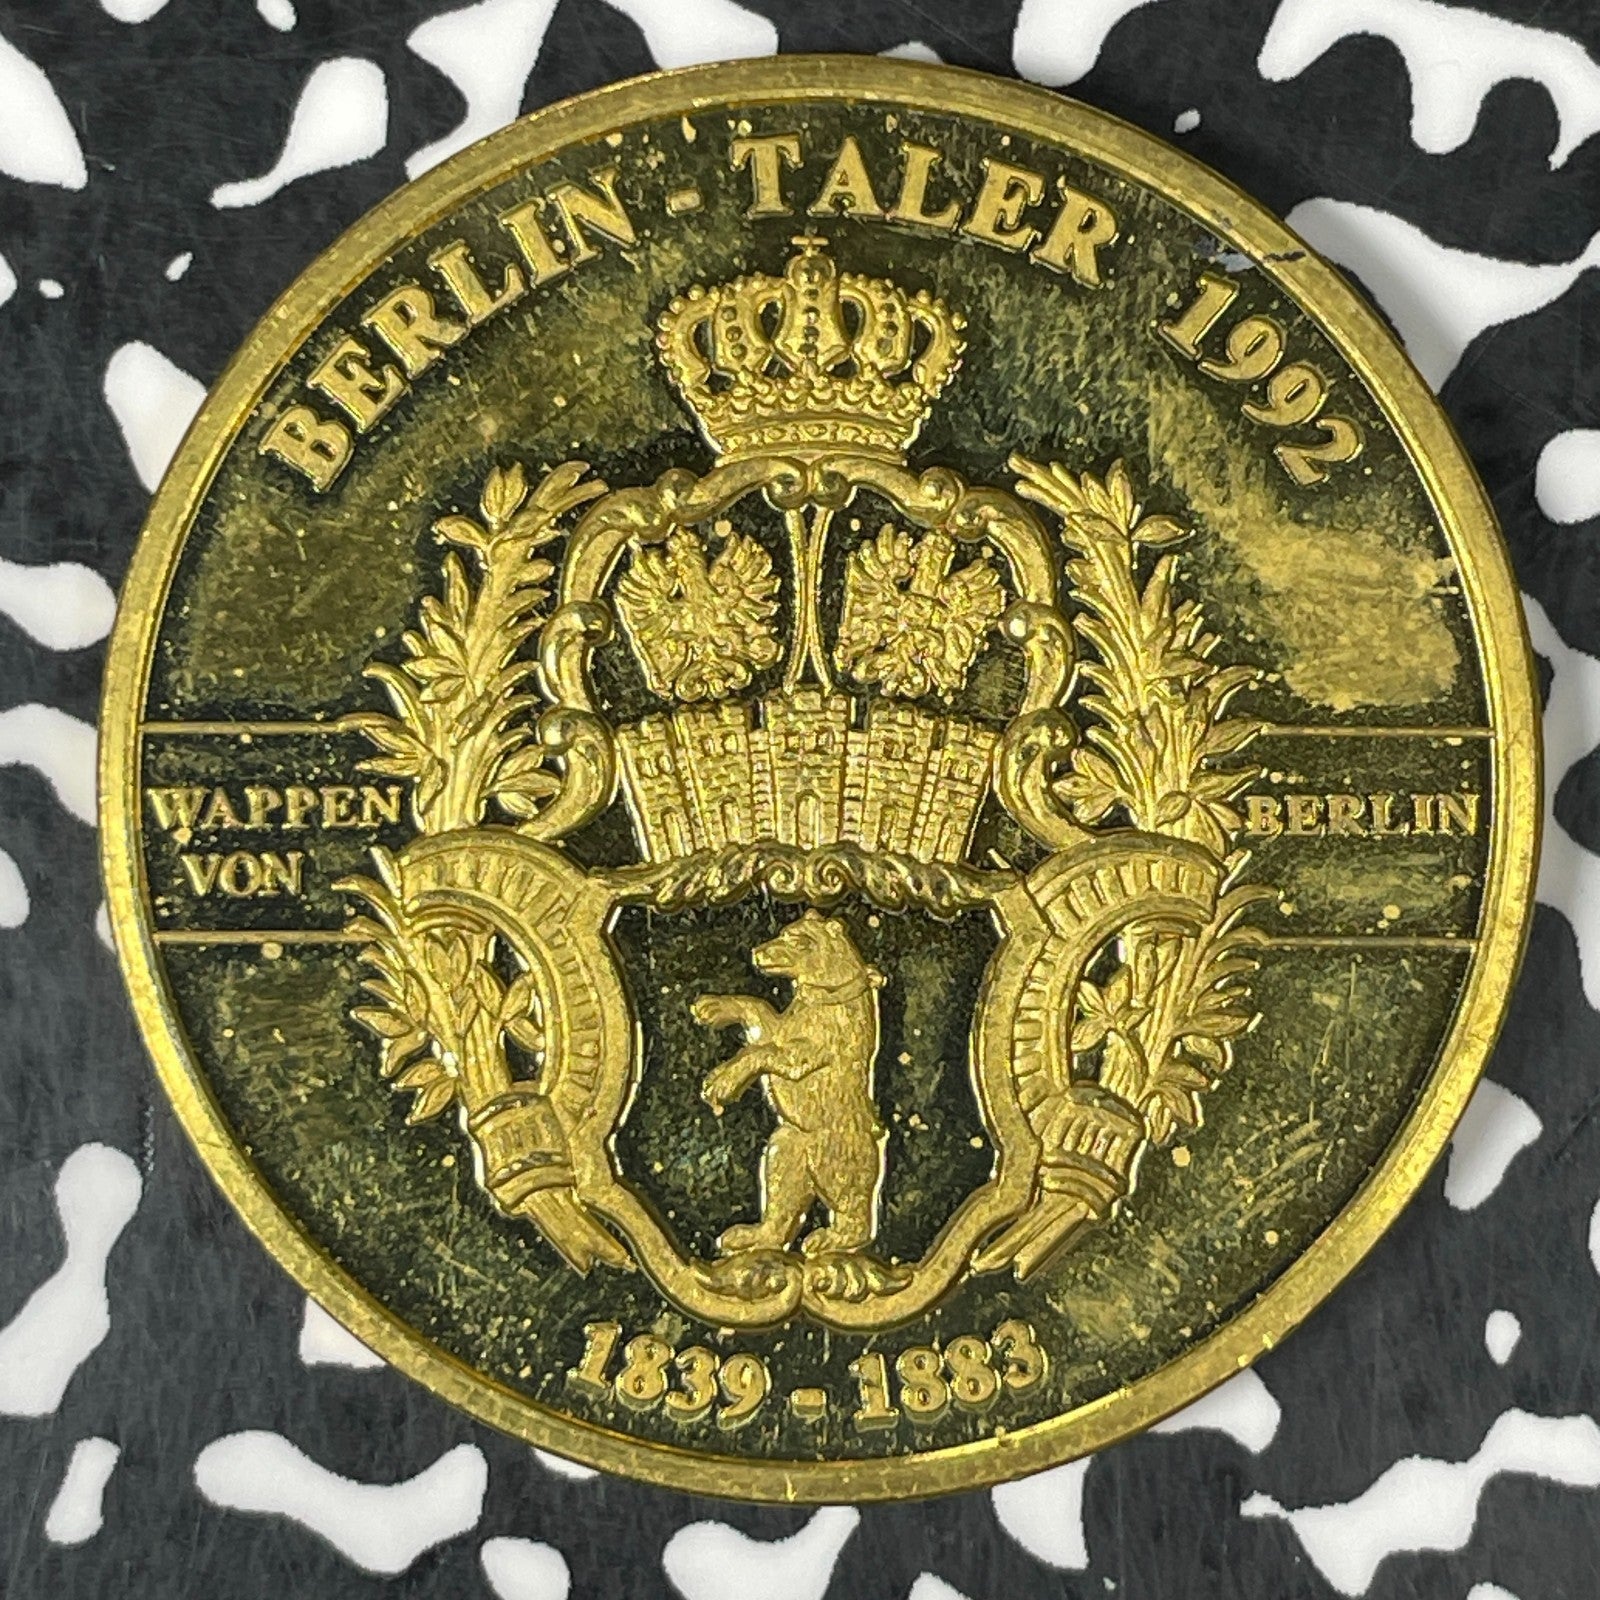 BERLIN - TALER 1992
WAPPEN
VON
BERLIN
1839 - 1883